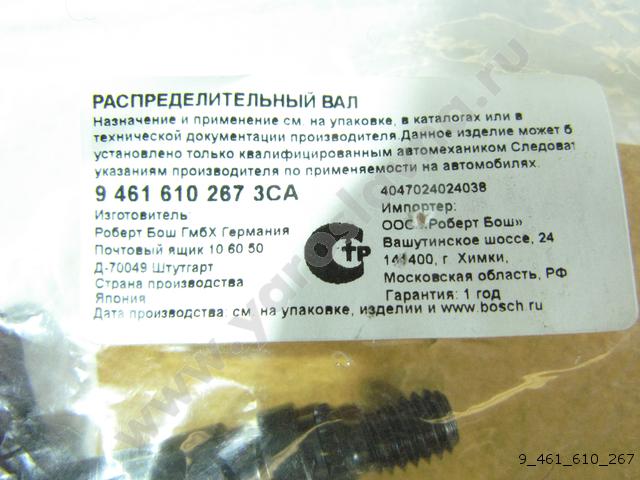 РАСПРЕДЕЛИТЕЛЬНЫЙ ВАЛ
Назначение и применение см. на упаковке, в каталогах или в
технической документации производителя.Данное изделие может б
установлено только квалифицированным автомехаником Следоват
указаниям производителя по применяемости на автомобилях.
9 461 610 267 3CA
Изготовитель:
Роберт Бош ГмбХ Германия
Почтовый ящик 10 60 50
Д-70049 Штутгарт
Страна производства
Япония
Дата производства: см. на упаковке, изделии и www.bosch.ru
4047024024038
Импортер:
ООО «Роберт Бош»
Вашутинское шоссе, 24
141400, г Химки,
Московская область, РФ
Гарантия: 1 год
9_461_610_267